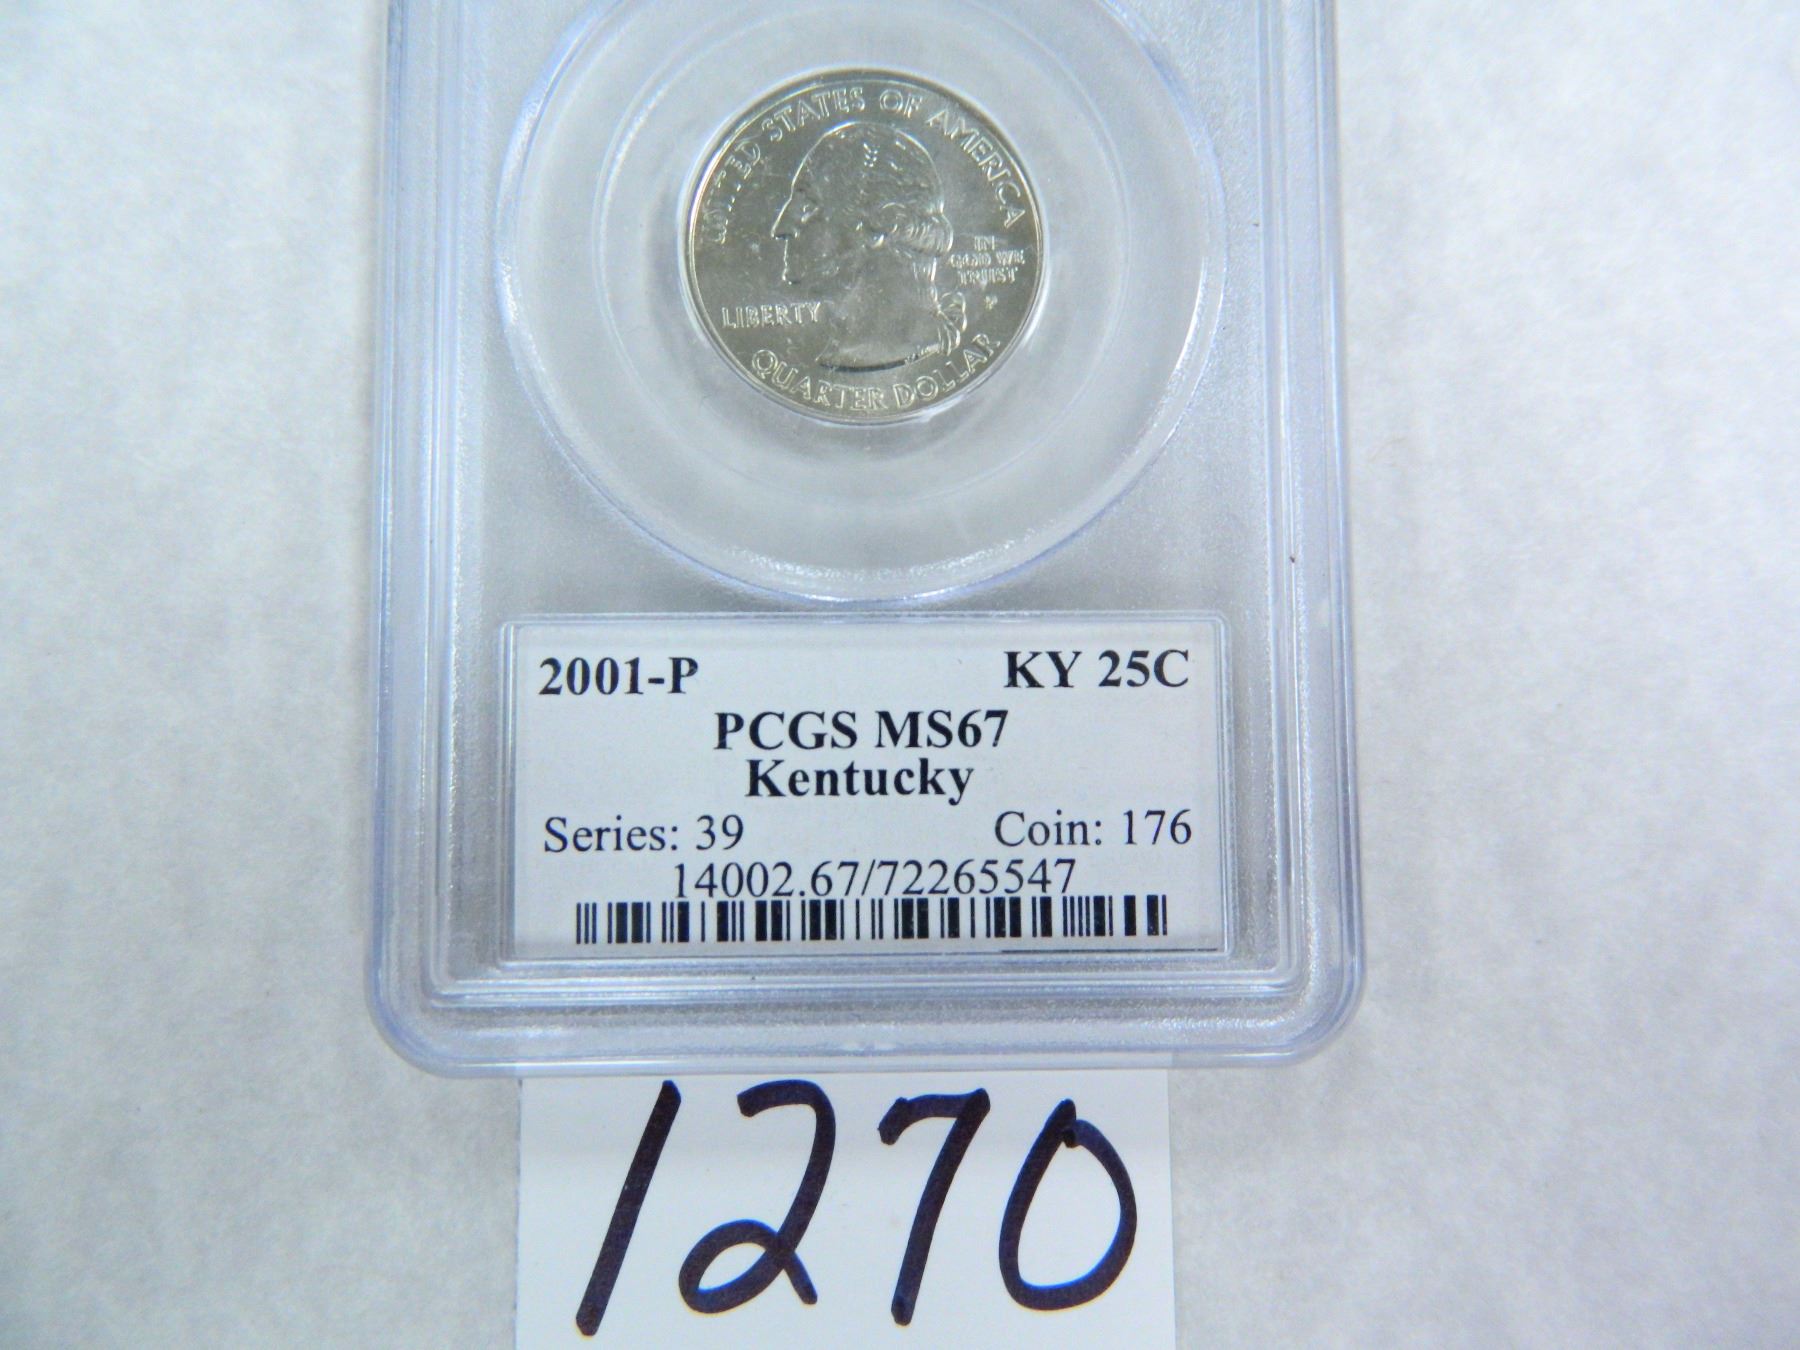 UNITED STATES OF AMERICA
IN
GOD WE
TRUST
P
LIBERTY
QUARTER DOLLAR
2001-P KY 25C
PCGS MS67
Kentucky
Series: 39 Coin: 176
14002.67/72265547
1270